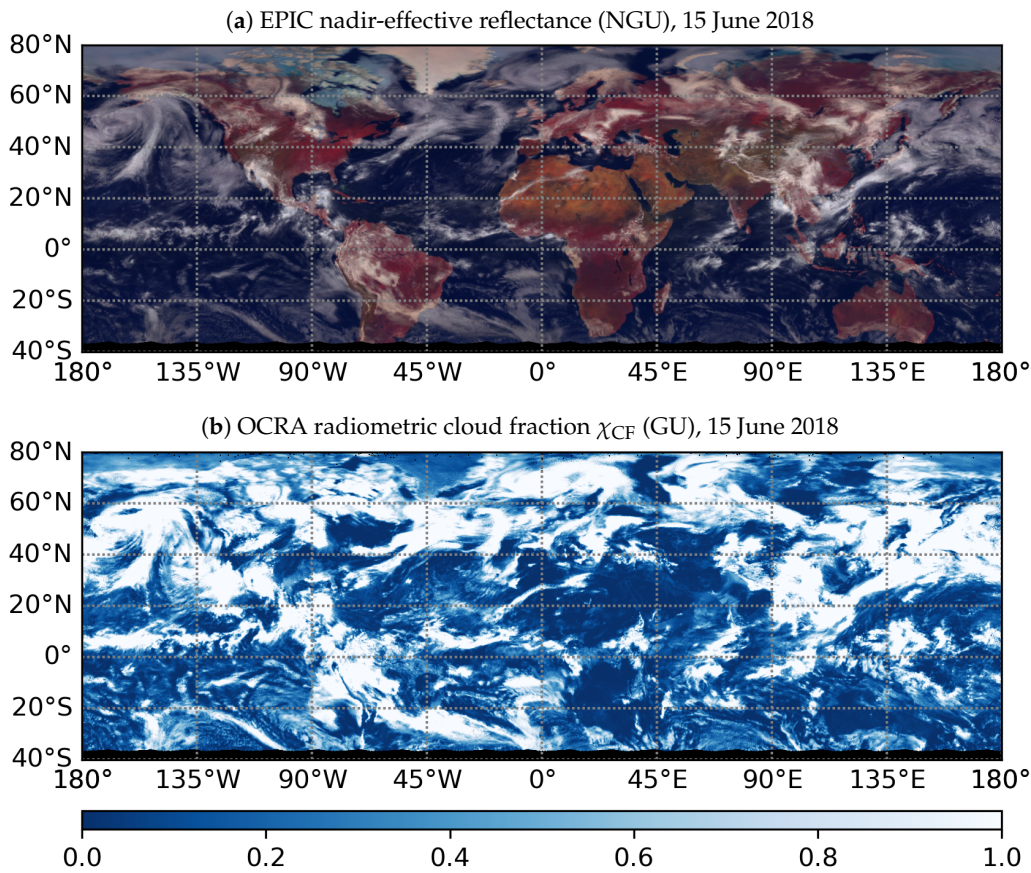 (a) EPIC nadir-effective reflectance (NGU), 15 June 2018
80°N
60°N
40°N
20°N
0°
20°S
40°S
180° 135°W 90°W 45°W 0° 45°E 90°E 135°E 180°
(b) OCRA radiometric cloud fraction χCF (GU), 15 June 2018
80°N
60°N
40°N
20°N
0°
20°S
40°S
180° 135°W 90°W 45°W 0° 45°E 90°E 135°E 180°
0.0 0.2 0.4 0.6 0.8 1.0